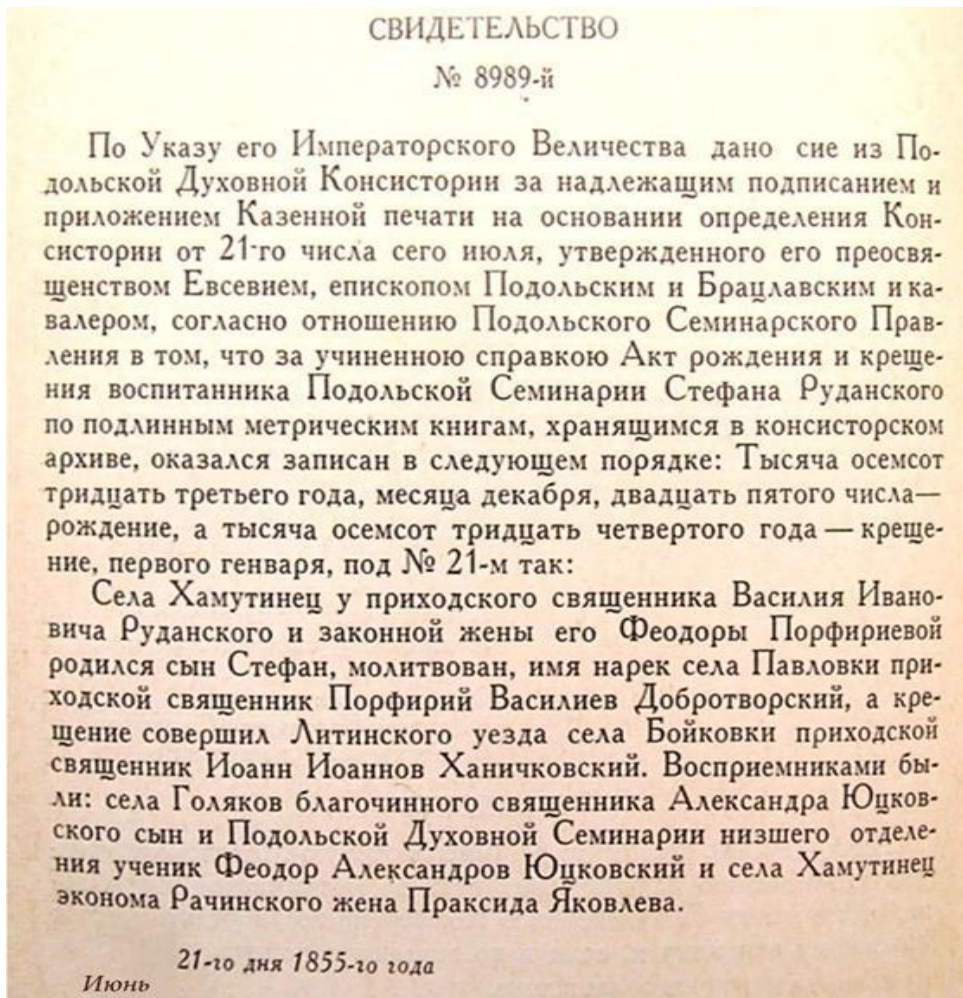 СВИДЕТЕЛЬСТВО
№ 8989-й
По Указу его Императорского Величества дано сие из По-
дольской Духовной Консистории за надлежащим подписанием и
приложением Казенной печати на основании определения Кон-
систории от 21-го числа сего июля, утвержденного его преосвя-
щенством Евсевием, епископом Подольским и Брацлавским и ка-
валером, согласно отношению Подольского Семинарского Прав-
ления в том, что за учиненною справкою Акт рождения и креще-
ния воспитанника Подольской Семинарии Стефана Руданского
по подлинным метрическим книгам, хранящимся в консисторском
архиве, оказался записан в следующем порядке: Тысяча осемсот
тридцать третьего года, месяца декабря, двадцать пятого числа—
рождение, а тысяча осемсот тридцать четвертого года — креще-
ние, первого генваря, под № 21-м так:
Села Хамутинец у приходского священника Василия Ивано-
вича Руданского и законной жены его Феодоры Порфириевой
родился сын Стефан, молитвован, имя нарек села Павловки при-
ходской священник Порфирий Василиев Добротворский, а кре-
щение совершил Литинского уезда села Бойковки приходской
священник Иоанн Иоаннов Ханичковский. Восприемниками бы-
ли: села Голяков благочинного священника Александра Юцков-
ского сын и Подольской Духовной Семинарии низшего отделе-
ния ученик Феодор Александров Юцковский и села Хамутинец
эконома Рачинского жена Праксида Яковлева.
21-го дня 1855-го года
Июнь